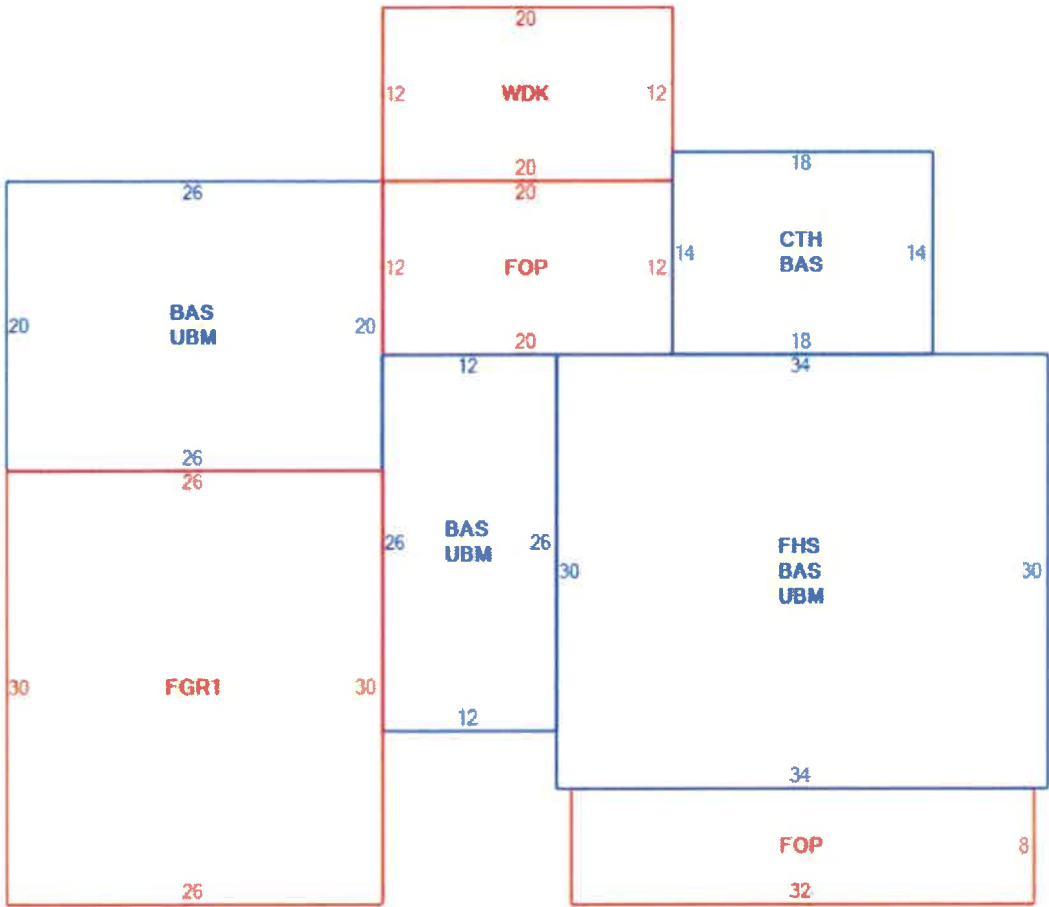 20
12 WDK 12
20
20
12 FOP 12
20
18
14 CTH 14
BAS
18
26
20 BAS 20
UBM
26
26
30 FGR1 30
26
12
26 BAS 26
UBM
12
34
30 FHS 30
BAS
UBM
34
FOP 8
32